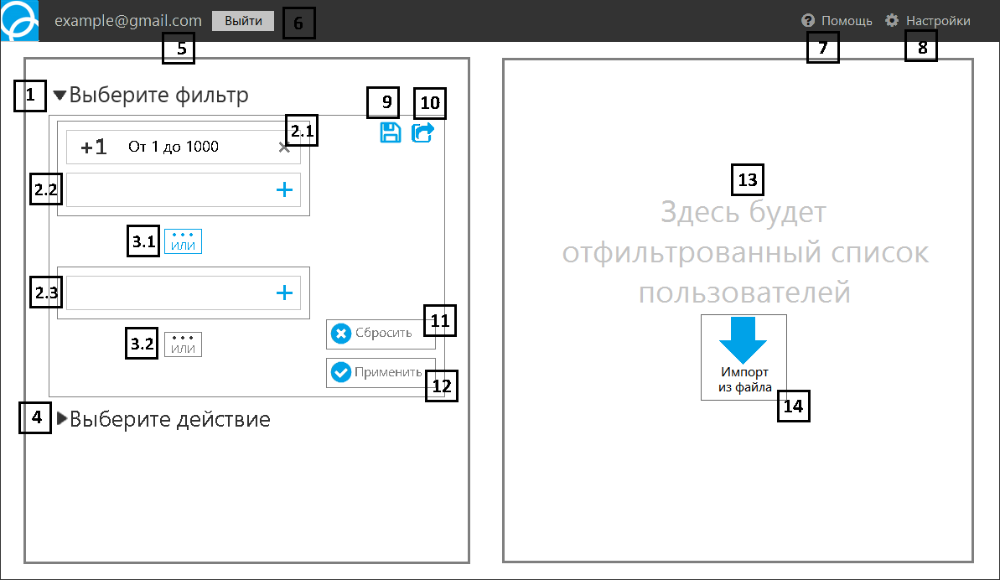 example@gmail.com Выйти 6 Помощь Настройки
5 7 8
1 Выберите фильтр 9 10
2.1
+1 От 1 до 1000
2.2
3.1 или
2.3
3.2 или
11
Сбросить
Применить
12
4 Выберите действие
13
Здесь будет
отфильтрованный список
пользователей
Импорт
из файла
14